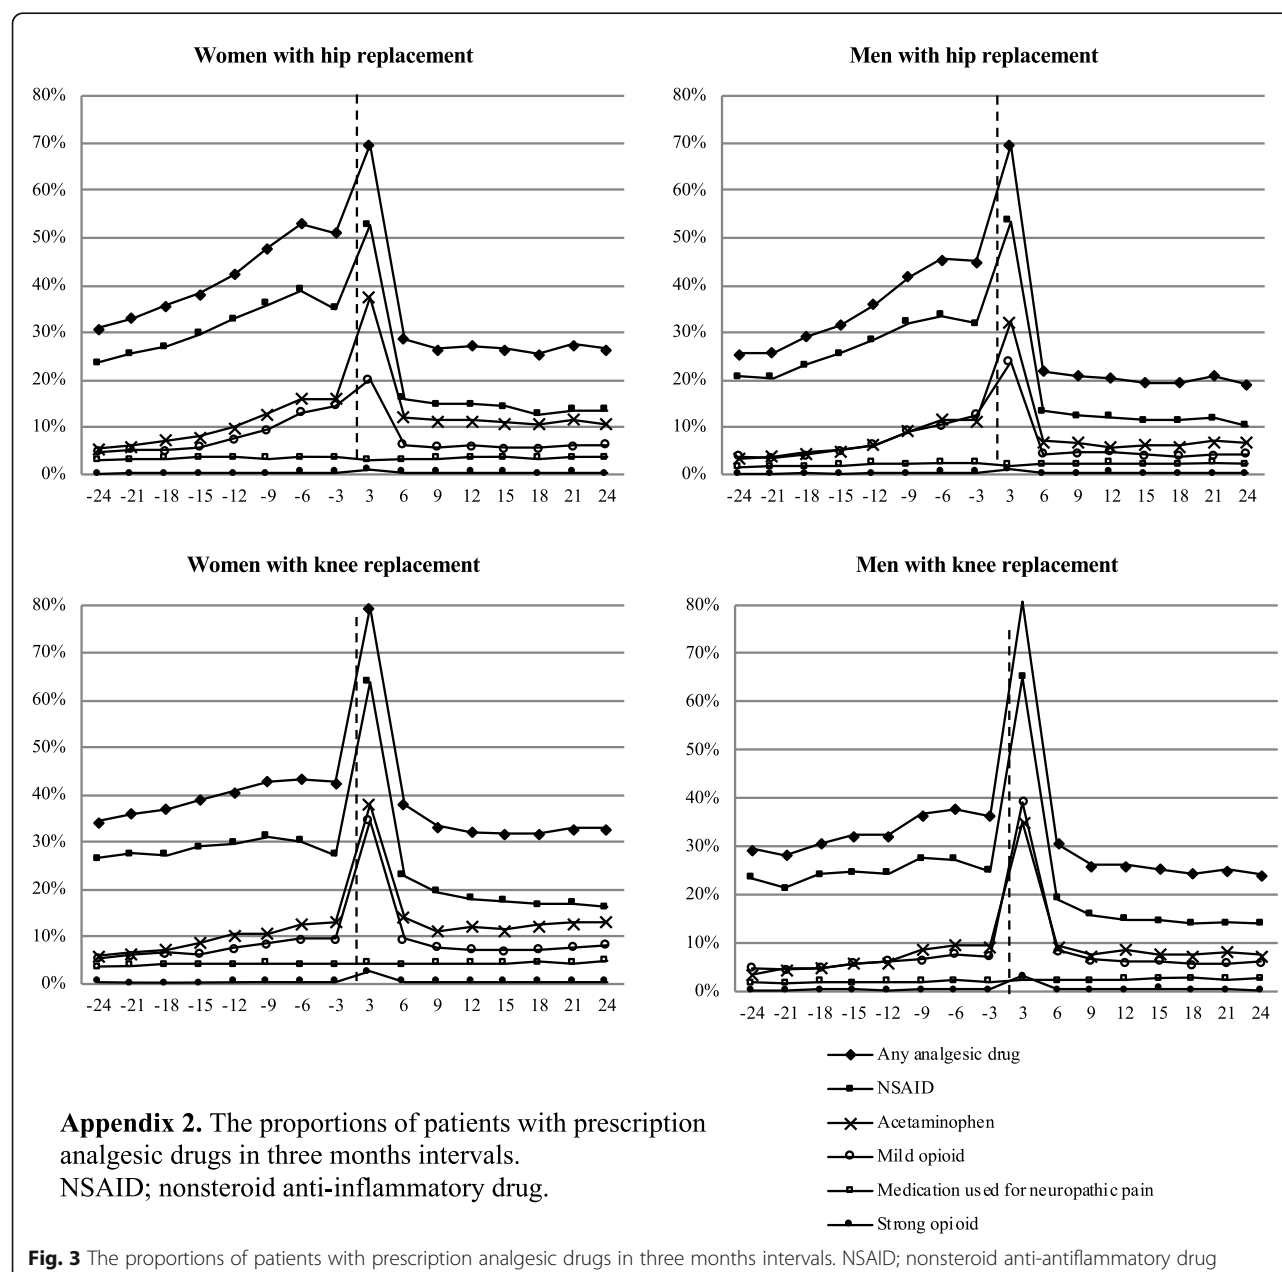 Women with hip replacement
Men with hip replacement
80%
70%
60%
50%
40%
30%
20%
10%
0%
-24 -21 -18 -15 -12 -9 -6 -3 3 6 9 12 15 18 21 24
80%
70%
60%
50%
40%
30%
20%
10%
0%
-24 -21 -18 -15 -12 -9 -6 -3 3 6 9 12 15 18 21 24
Women with knee replacement
Men with knee replacement
80%
70%
60%
50%
40%
30%
20%
10%
0%
-24 -21 -18 -15 -12 -9 -6 -3 3 6 9 12 15 18 21 24
80%
70%
60%
50%
40%
30%
20%
10%
0%
-24 -21 -18 -15 -12 -9 -6 -3 3 6 9 12 15 18 21 24
Any analgesic drug
NSAID
Acetaminophen
Mild opioid
Medication used for neuropathic pain
Strong opioid
Appendix 2. The proportions of patients with prescription
analgesic drugs in three months intervals.
NSAID; nonsteroid anti-inflammatory drug.
Fig. 3 The proportions of patients with prescription analgesic drugs in three months intervals. NSAID; nonsteroid anti-antiflammatory drug